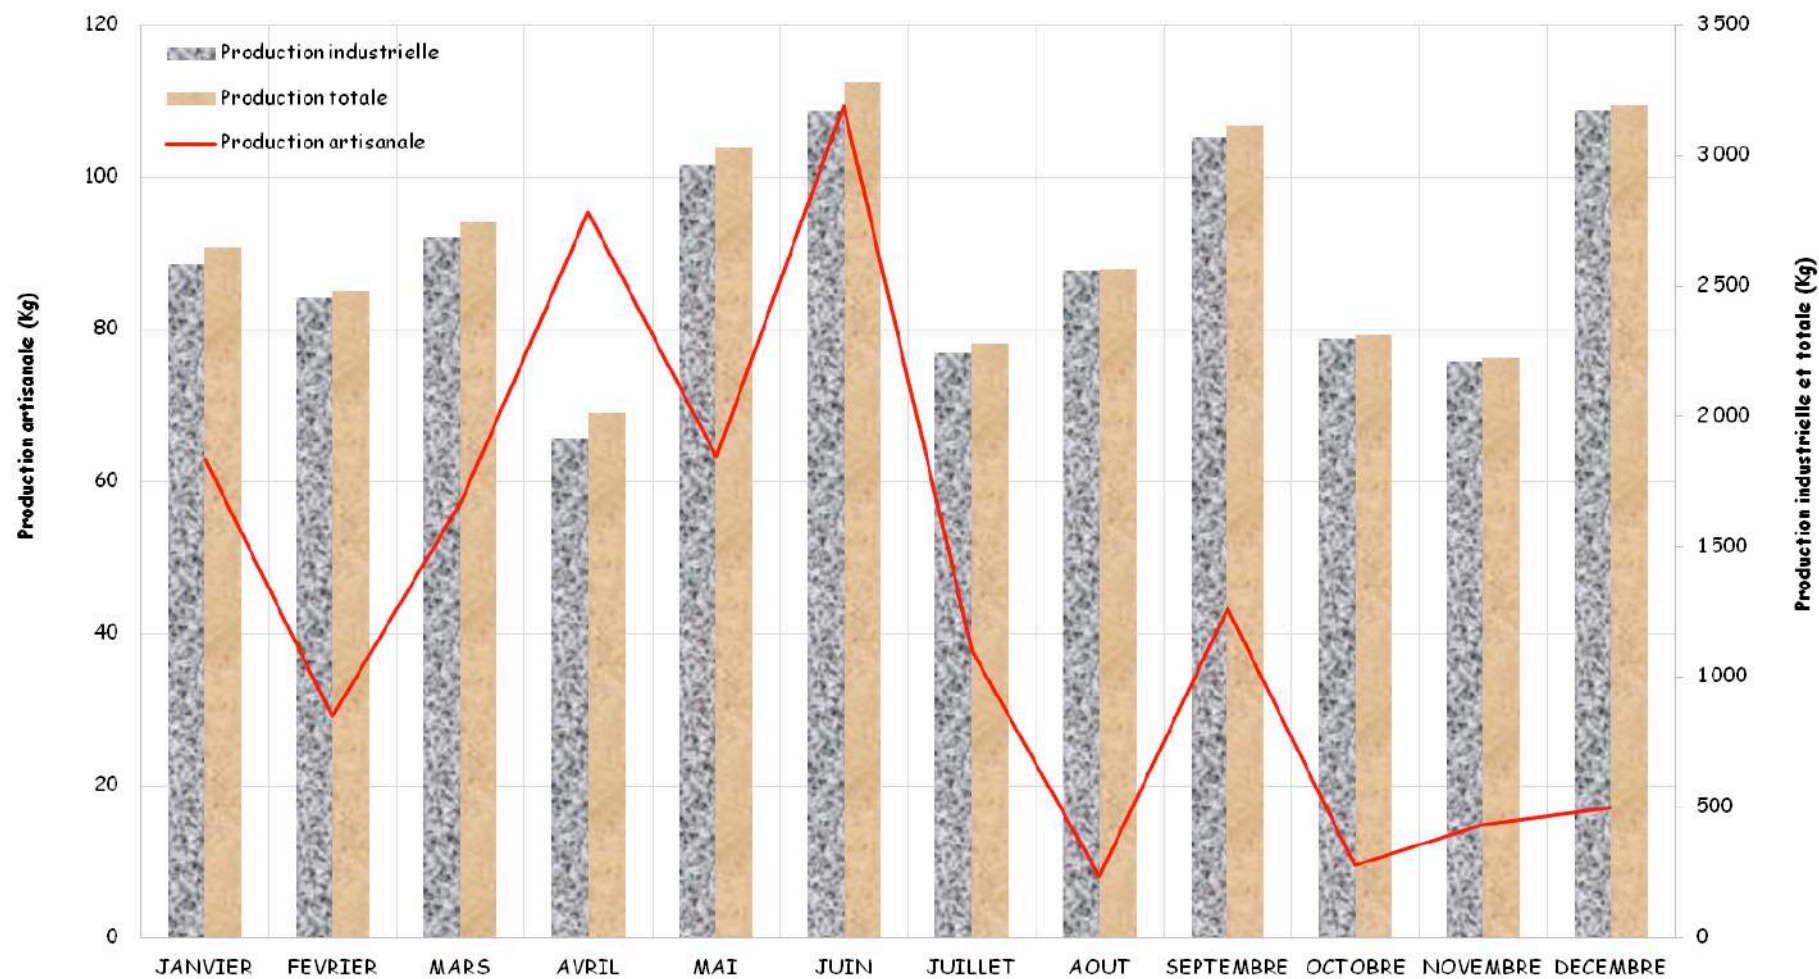 120
100
80
60
40
20
0
Production artisanale (Kg)
Production industrielle
Production totale
Production artisanale
3 500
3 000
2 500
2 000
1 500
1 000
500
0
Production industrielle et totale (Kg)
JANVIER FEVRIER MARS AVRIL MAI JUIN JUILLET AOUT SEPTEMBRE OCTOBRE NOVEMBRE DECEMBRE